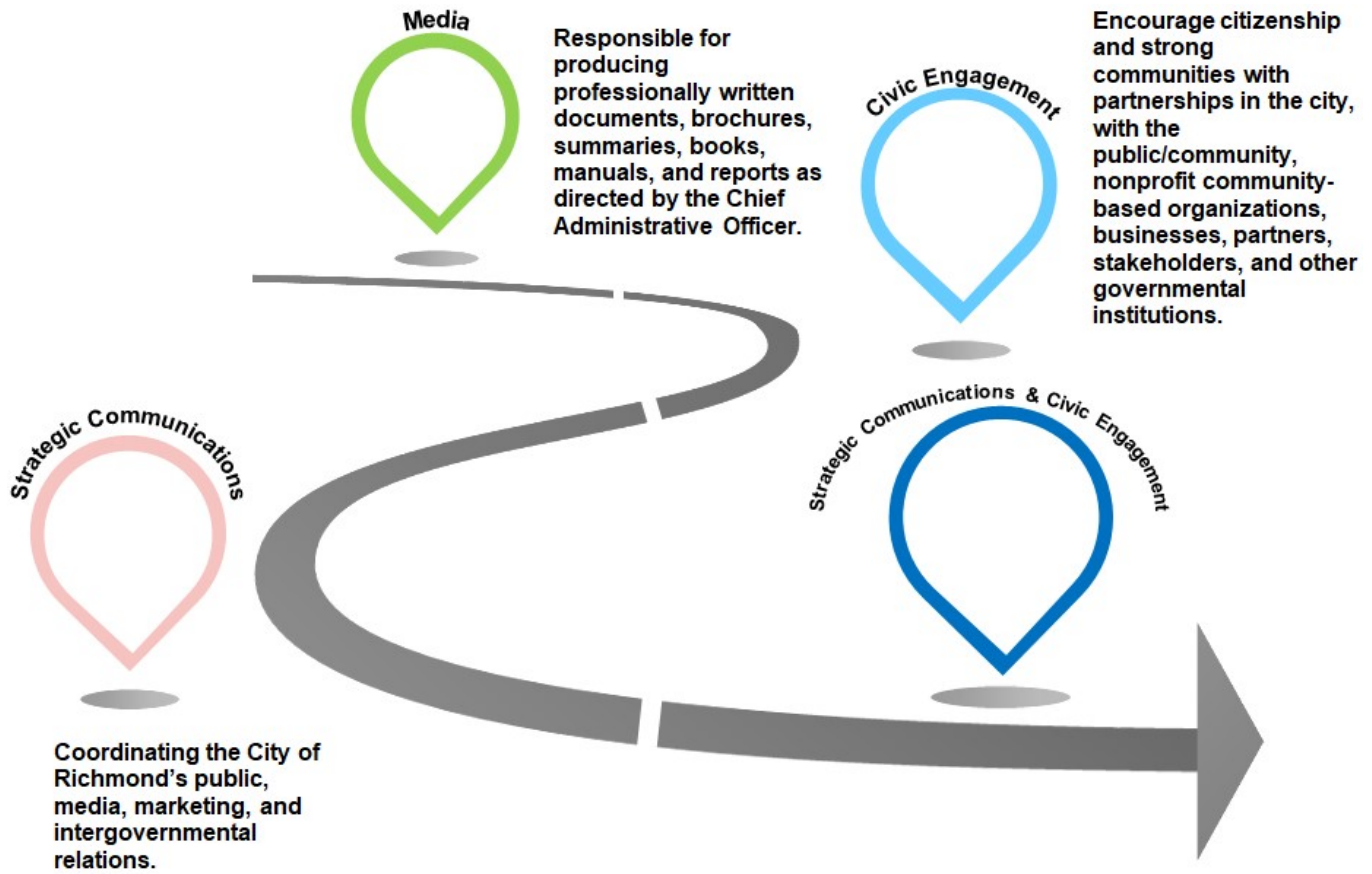 Media
Responsible for
producing
professionally written
documents, brochures,
summaries, books,
manuals, and reports as
directed by the Chief
Administrative Officer.
Civic Engagement
Encourage citizenship
and strong
communities with
partnerships in the city,
with the
public/community,
nonprofit community-
based organizations,
businesses, partners,
stakeholders, and other
governmental
institutions.
Strategic Communications
Coordinating the City of
Richmond’s public,
media, marketing, and
intergovernmental
relations.
Strategic Communications & Civic Engagement